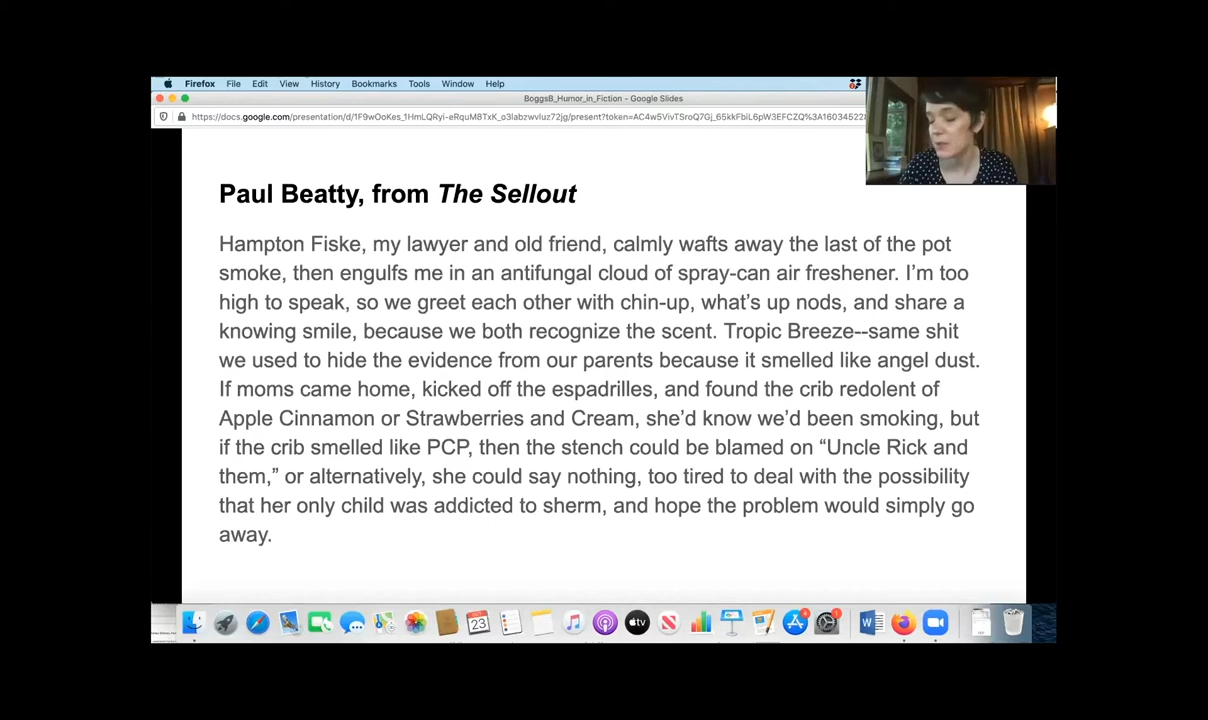 Firefox File Edit View History Bookmarks Tools Window Help
BoggsB_Humor_in_Fiction - Google Slides
Paul Beatty, from The Sellout
Hampton Fiske, my lawyer and old friend, calmly wafts away the last of the pot
smoke, then engulfs me in an antifungal cloud of spray-can air freshener. I’m too
high to speak, so we greet each other with chin-up, what’s up nods, and share a
knowing smile, because we both recognize the scent. Tropic Breeze--same shit
we used to hide the evidence from our parents because it smelled like angel dust.
If moms came home, kicked off the espadrilles, and found the crib redolent of
Apple Cinnamon or Strawberries and Cream, she’d know we’d been smoking, but
if the crib smelled like PCP, then the stench could be blamed on “Uncle Rick and
them,” or alternatively, she could say nothing, too tired to deal with the possibility
that her only child was addicted to sherm, and hope the problem would simply go
away.
23
tv
W